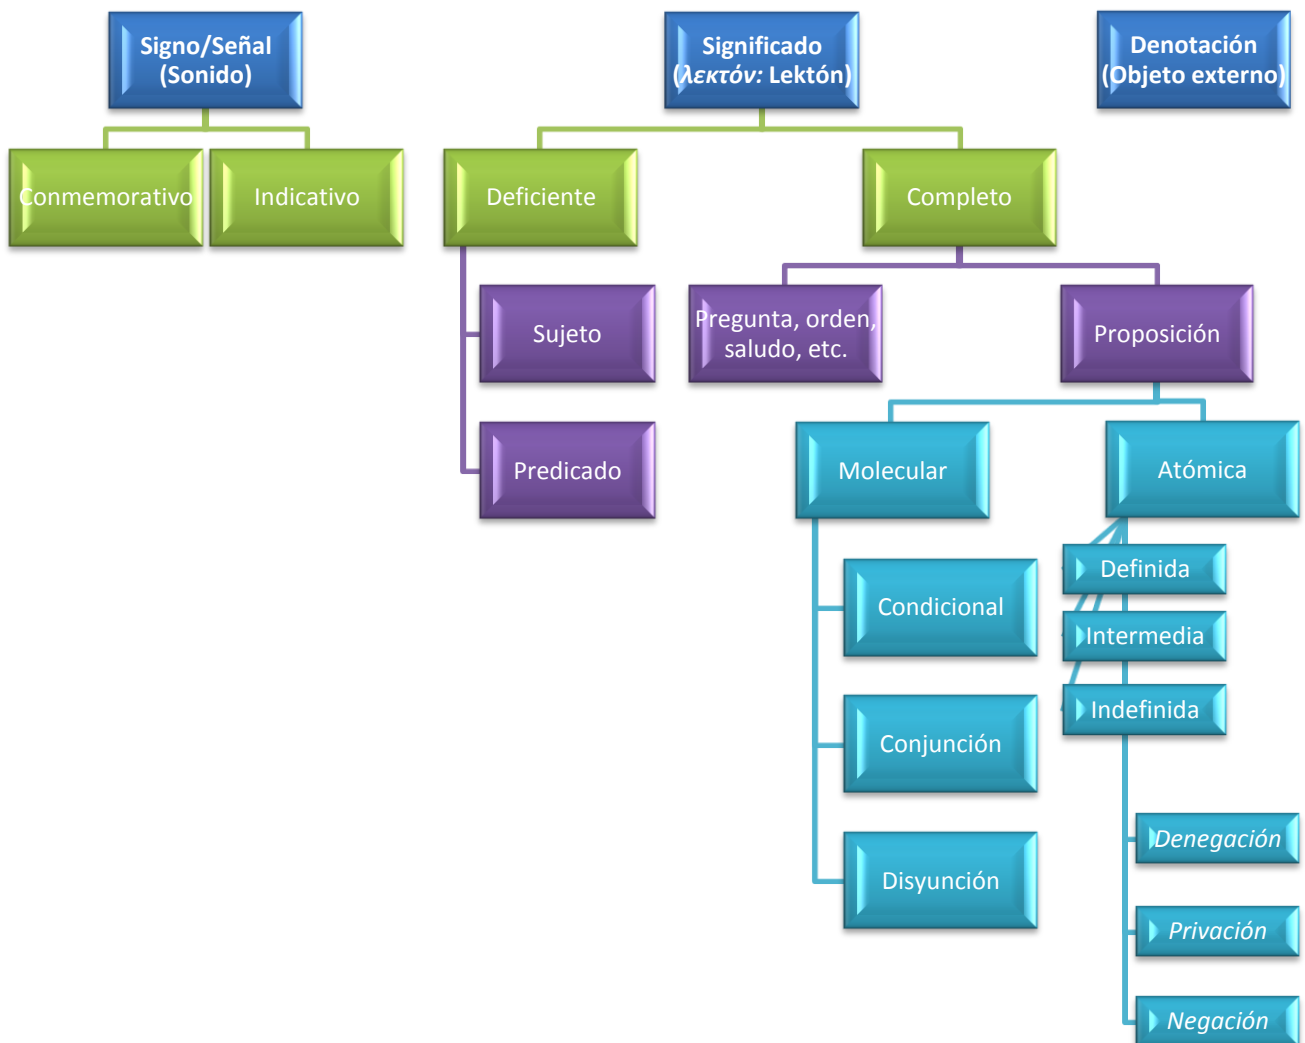 Signo/Señal
(Sonido)
Significado
(λεκτόν: Lektón)
Denotación
(Objeto externo)
Conmemorativo
Indicativo
Deficiente
Completo
Sujeto
Pregunta, orden,
saludo, etc.
Proposición
Predicado
Molecular
Atómica
Definida
Condicional
Intermedia
Indefinida
Conjunción
Denegación
Disyunción
Privación
Negación